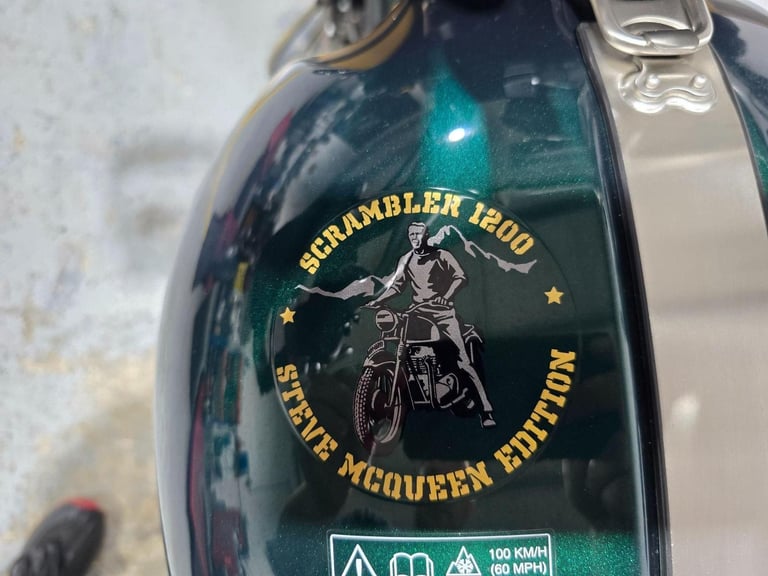 SCRAMBLER 1200
STEVE MCQUEEN EDITION
100 KM/H
(60 MPH)